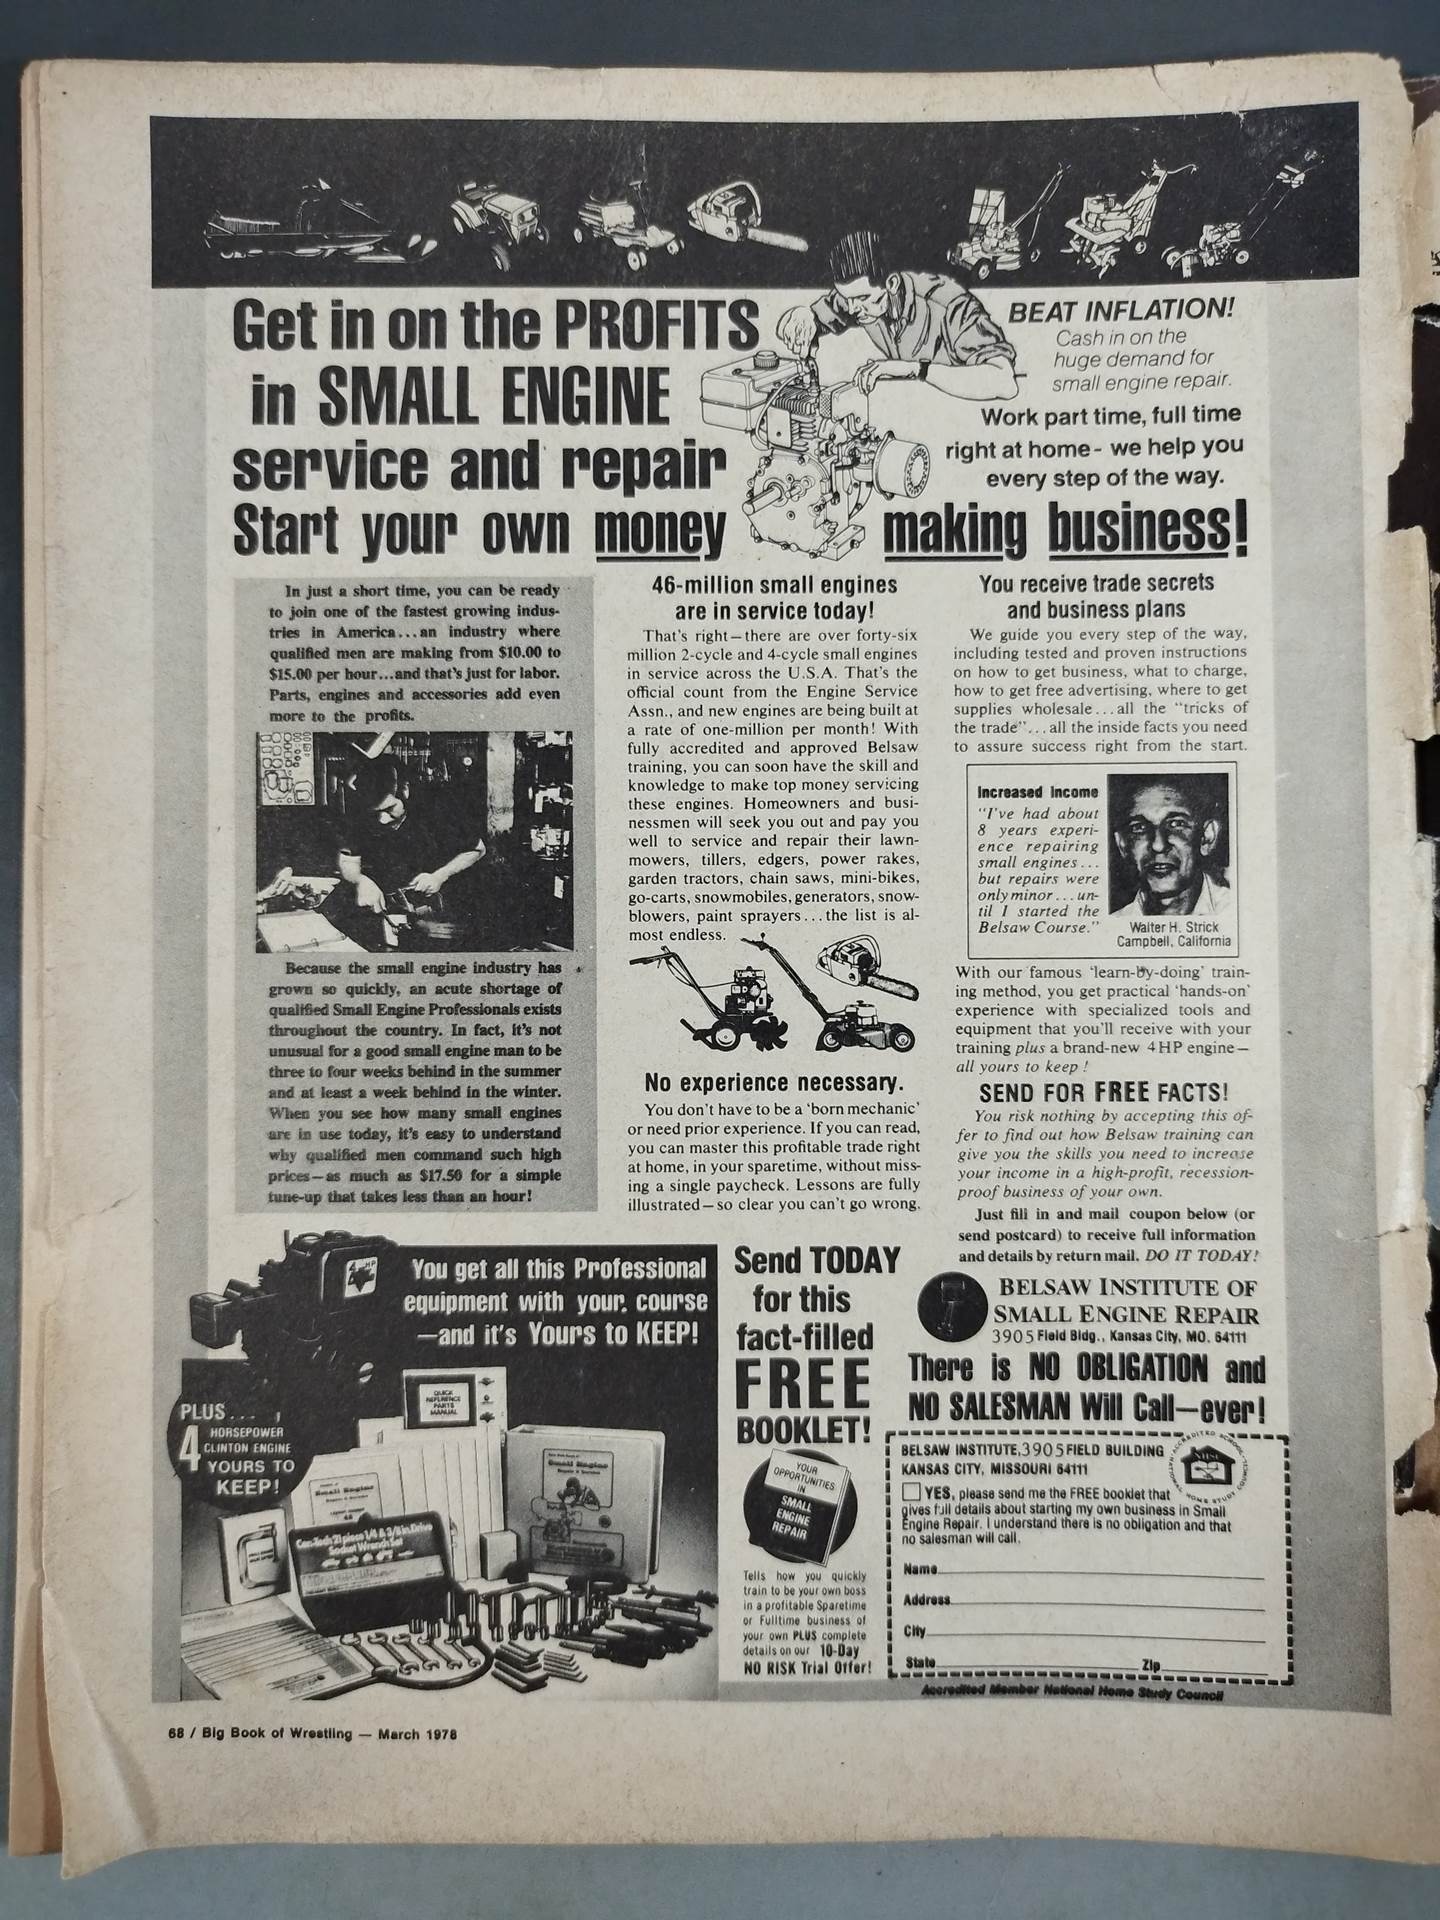 Get in on the PROFITS
in SMALL ENGINE
service and repair
Start your own money making business!
BEAT INFLATION!
Cash in on the
huge demand for
small engine repair.
Work part time, full time
right at home - we help you
every step of the way.
In just a short time, you can be ready
to join one of the fastest growing indus-
tries in America...an industry where
qualified men are making from $10.00 to
$15.00 per hour...and that's just for labor.
Parts, engines and accessories add even
more to the profits.
Because the small engine industry has
grown so quickly, an acute shortage of
qualified Small Engine Professionals exists
throughout the country. In fact, it's not
unusual for a good small engine man to be
three to four weeks behind in the summer
and at least a week behind in the winter.
When you see how many small engines
are in use today, it's easy to understand
why qualified men command such high
prices—as much as $17.50 for a simple
tune-up that takes less than an hour!
46-million small engines
are in service today!
That's right—there are over forty-six
million 2-cycle and 4-cycle small engines
in service across the U.S.A. That's the
official count from the Engine Service
Assn., and new engines are being built at
a rate of one-million per month! With
fully accredited and approved Belsaw
training, you can soon have the skill and
knowledge to make top money servicing
these engines. Homeowners and busi-
nessmen will seek you out and pay you
well to service and repair their lawn-
mowers, tillers, edgers, power rakes,
garden tractors, chain saws, mini-bikes,
go-carts, snowmobiles, generators, snow-
blowers, paint sprayers...the list is al-
most endless.
No experience necessary.
You don't have to be a 'born mechanic'
or need prior experience. If you can read,
you can master this profitable trade right
at home, in your sparetime, without miss-
ing a single paycheck. Lessons are fully
illustrated—so clear you can't go wrong.
You receive trade secrets
and business plans
We guide you every step of the way,
including tested and proven instructions
on how to get business, what to charge,
how to get free advertising, where to get
supplies wholesale...all the "tricks of
the trade"...all the inside facts you need
to assure success right from the start.
Increased Income
"I've had about
8 years experi-
ence repairing
small engines...
but repairs were
only minor...un-
til I started the
Belsaw Course."
Walter H. Strick
Campbell, California
With our famous 'learn-by-doing' train-
ing method, you get practical 'hands-on'
experience with specialized tools and
equipment that you'll receive with your
training plus a brand-new 4HP engine—
all yours to keep!
SEND FOR FREE FACTS!
You risk nothing by accepting this of-
fer to find out how Belsaw training can
give you the skills you need to increase
your income in a high-profit, recession-
proof business of your own.
Just fill in and mail coupon below (or
send postcard) to receive full information
and details by return mail. DO IT TODAY!
BELSAW INSTITUTE OF
SMALL ENGINE REPAIR
3905 Field Bldg., Kansas City, MO. 64111
There is NO OBLIGATION and
NO SALESMAN Will Call—ever!
4 HP
You get all this Professional
equipment with your course
—and it's Yours to KEEP!
PLUS...
4 HORSEPOWER
CLINTON ENGINE
YOURS TO
KEEP!
QUICK
REFERENCE
PARTS
MANUAL
Small Engine
Repair & Service
Small Engine
Repair & Service
21 piece 1/4 & 3/8 in. Drive
Socket Wrench Set
Send TODAY
for this
fact-filled
FREE
BOOKLET!
YOUR
OPPORTUNITIES
IN
SMALL
ENGINE
REPAIR
Tells how you quickly
train to be your own boss
in a profitable Sparetime
or Fulltime business of
your own PLUS complete
details on our 10-Day
NO RISK Trial Offer!
BELSAW INSTITUTE, 3905 FIELD BUILDING
KANSAS CITY, MISSOURI 64111
ACCREDITED SCHOOL · NATIONAL HOME STUDY COUNCIL
NHSC
YES, please send me the FREE booklet that
gives full details about starting my own business in Small
Engine Repair. I understand there is no obligation and that
no salesman will call.
Name
Address
City
State Zip
Accredited Member National Home Study Council
68 / Big Book of Wrestling — March 1978